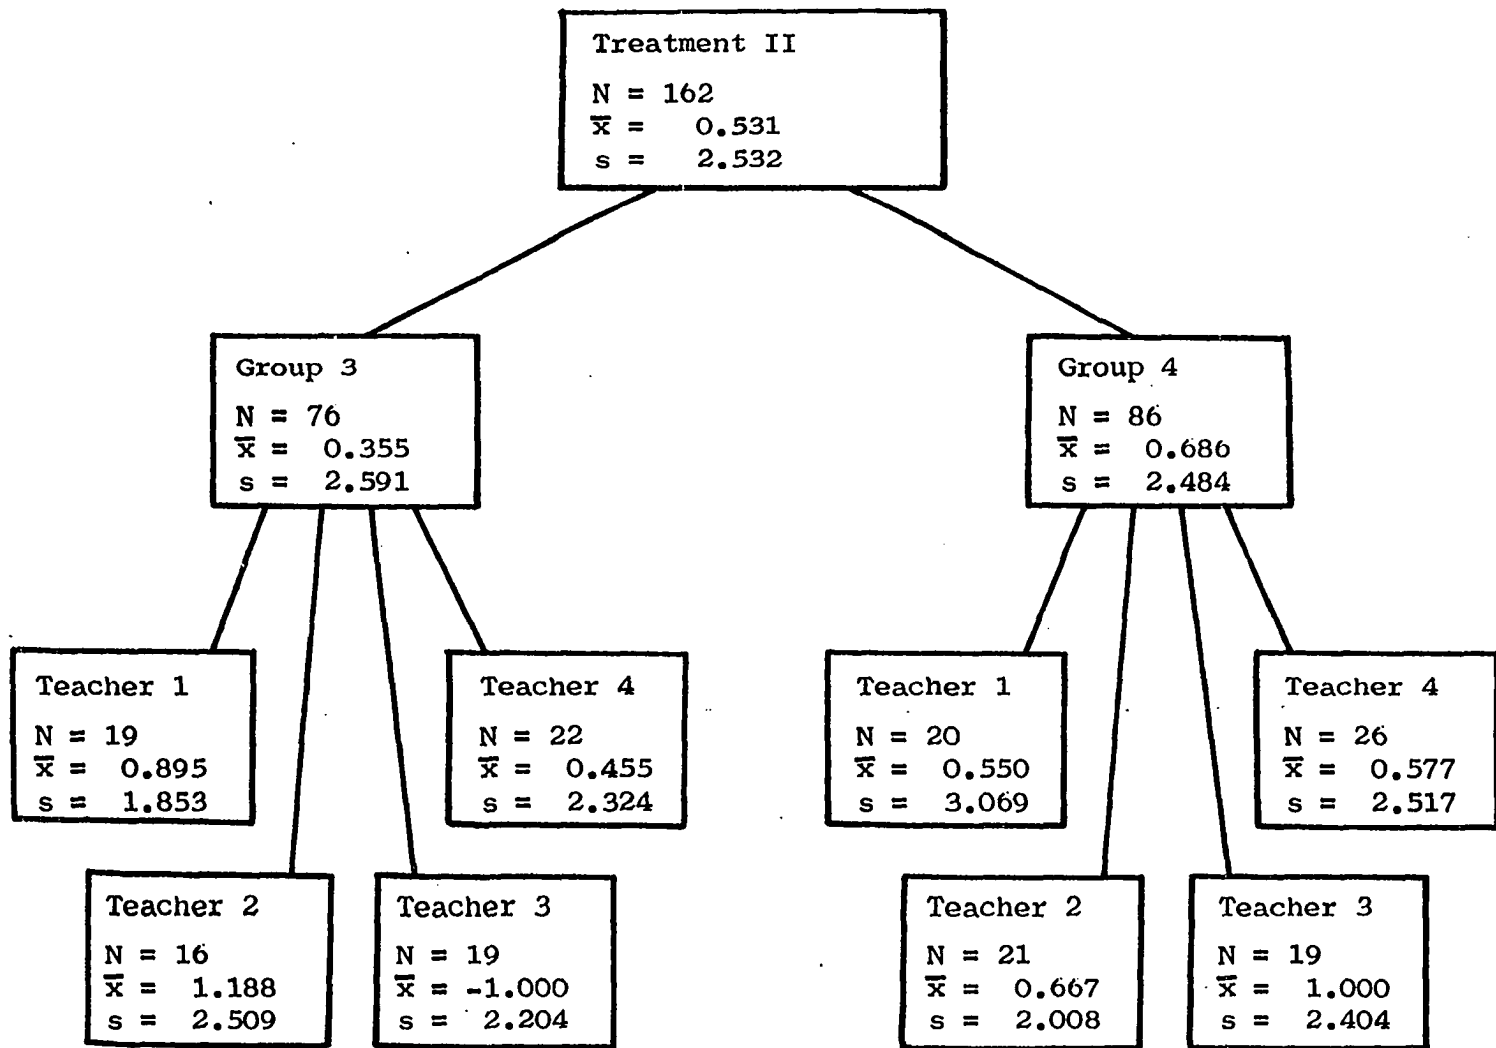 Treatment II
N = 162
x̄ = 0.531
s = 2.532
Group 3
N = 76
x̄ = 0.355
s = 2.591
Group 4
N = 86
x̄ = 0.686
s = 2.484
Teacher 1
N = 19
x̄ = 0.895
s = 1.853
Teacher 4
N = 22
x̄ = 0.455
s = 2.324
Teacher 1
N = 20
x̄ = 0.550
s = 3.069
Teacher 4
N = 26
x̄ = 0.577
s = 2.517
Teacher 2
N = 16
x̄ = 1.188
s = 2.509
Teacher 3
N = 19
x̄ = -1.000
s = 2.204
Teacher 2
N = 21
x̄ = 0.667
s = 2.008
Teacher 3
N = 19
x̄ = 1.000
s = 2.404